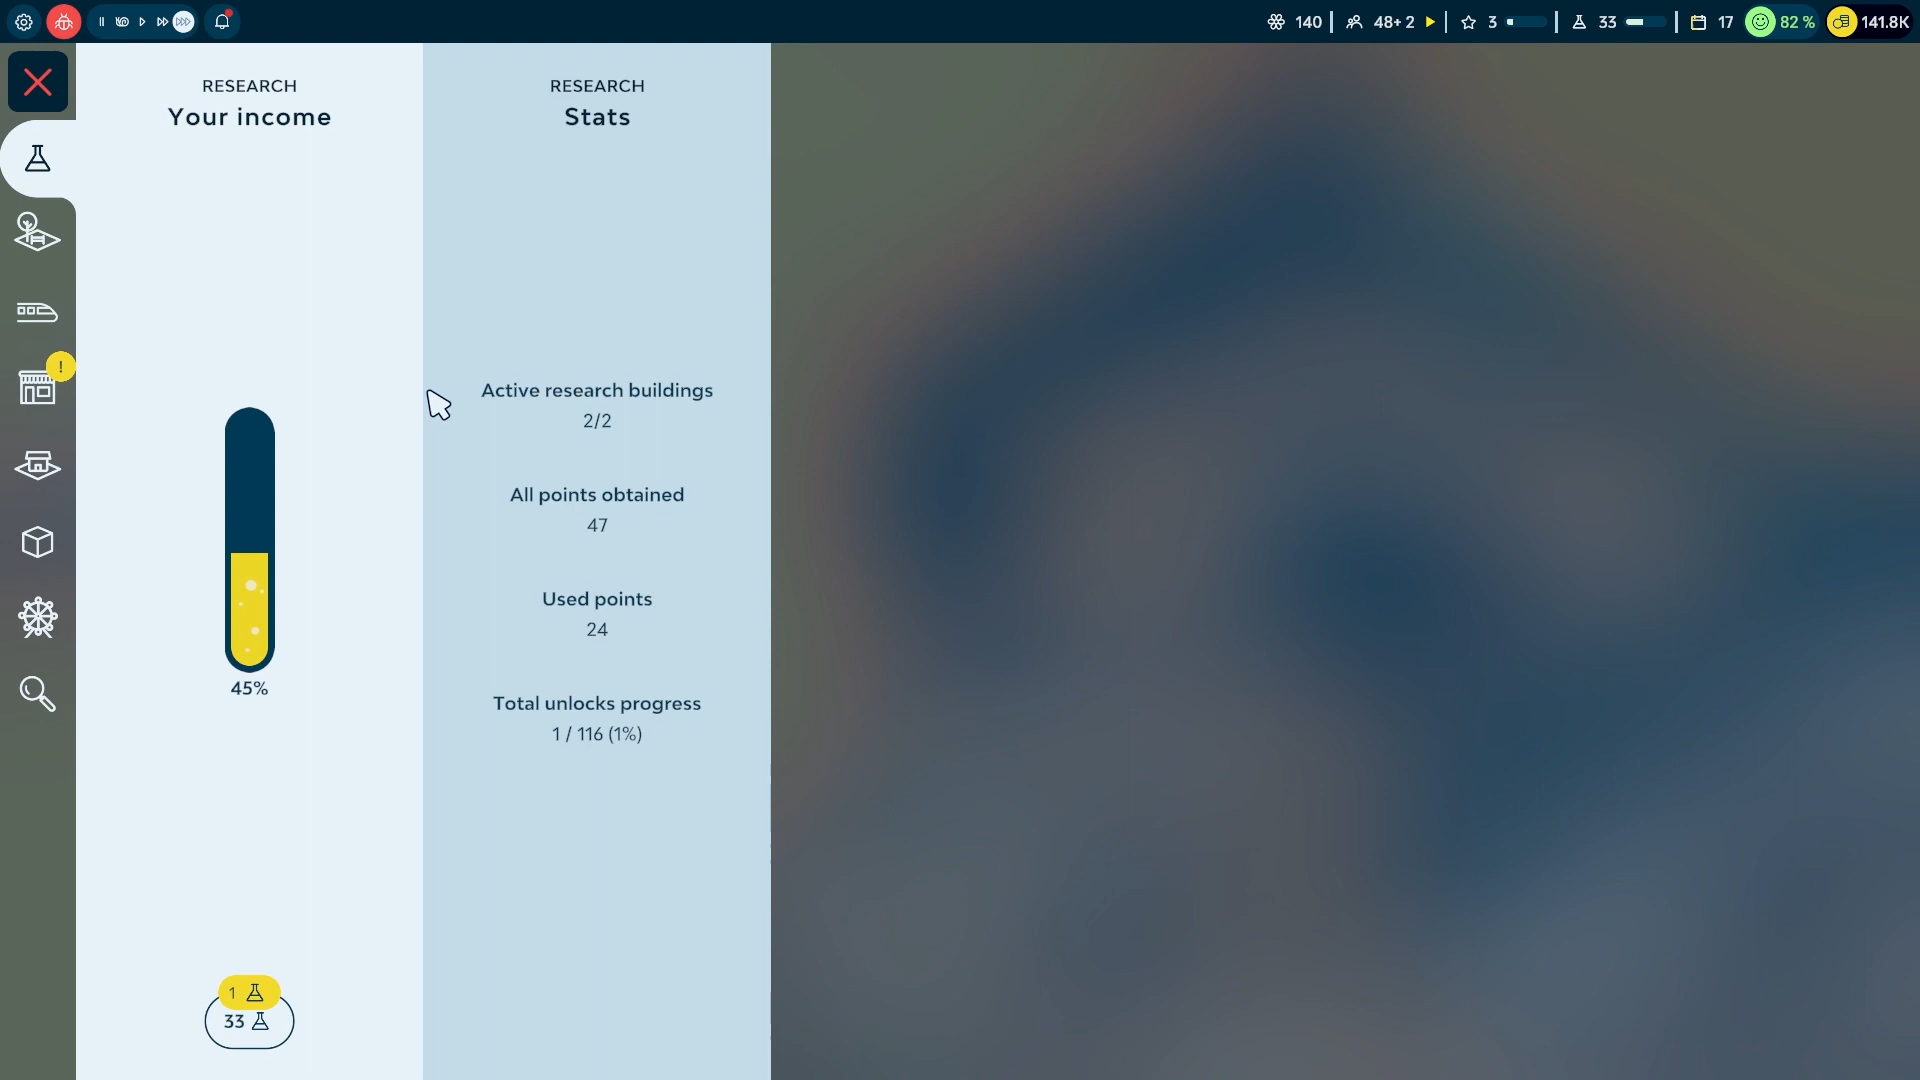 140
48+ 2
3
33
17
82 %
141.8K
RESEARCH
Your income
45%
1
33
RESEARCH
Stats
Active research buildings
2/2
All points obtained
47
Used points
24
Total unlocks progress
1 / 116 (1%)
!